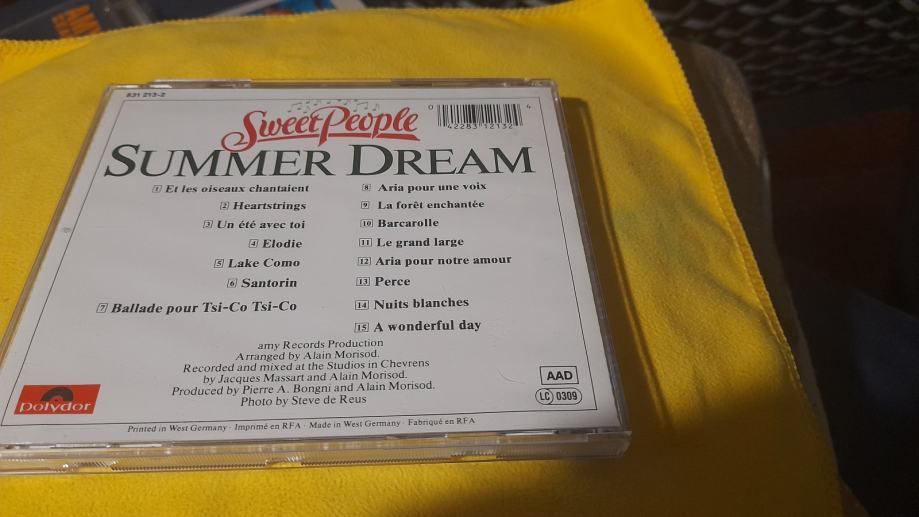 831 213-2
Sweet People
0 42283 12132 4
SUMMER DREAM
1 Et les oiseaux chantaient
2 Heartstrings
3 Un été avec toi
4 Elodie
5 Lake Como
6 Santorin
7 Ballade pour Tsi-Co Tsi-Co
8 Aria pour une voix
9 La forêt enchantée
10 Barcarolle
11 Le grand large
12 Aria pour notre amour
13 Perce
14 Nuits blanches
15 A wonderful day
amy Records Production
Arranged by Alain Morisod.
Recorded and mixed at the Studios in Chevrens
by Jacques Massart and Alain Morisod.
Produced by Pierre A. Bongni and Alain Morisod.
Photo by Steve de Reus
AAD
LC 0309
polydor
Printed in West Germany · Imprimé en RFA · Made in West Germany · Fabriqué en RFA